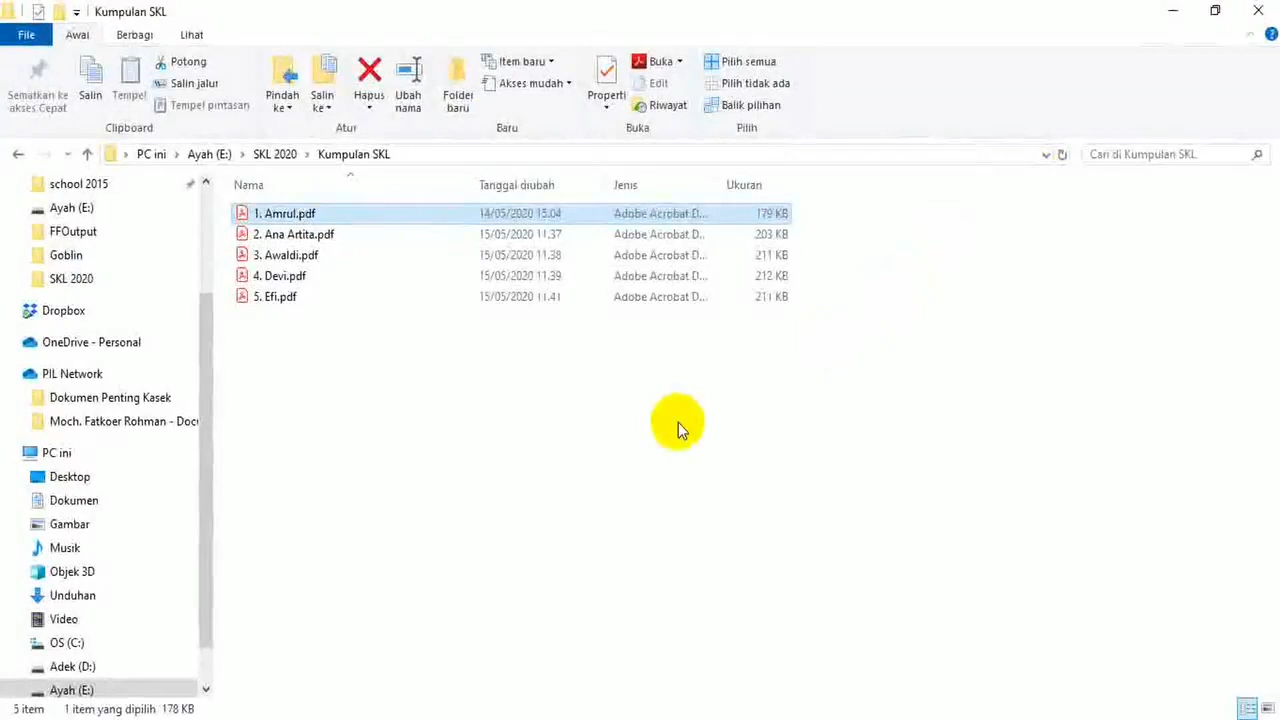 Kumpulan SKL
File Awal Berbagi Lihat
Sematkan ke akses Cepat
Salin
Tempel
Potong
Salin jalur
Tempel pintasan
Clipboard
Pindah ke
Salin ke
Hapus
Ubah nama
Atur
Folder baru
Item baru
Akses mudah
Baru
Properti
Buka
Edit
Riwayat
Buka
Pilih semua
Pilih tidak ada
Balik pilihan
Pilih
PC ini > Ayah (E:) > SKL 2020 > Kumpulan SKL
Cari di Kumpulan SKL
school 2015
Ayah (E:)
FFOutput
Goblin
SKL 2020
Dropbox
OneDrive - Personal
PIL Network
Dokumen Penting Kasek
Moch. Fatkoer Rohman - Doc
PC ini
Desktop
Dokumen
Gambar
Musik
Objek 3D
Unduhan
Video
OS (C:)
Adek (D:)
Ayah (E:)
Nama Tanggal diubah Jenis Ukuran
1. Amrul.pdf 14/05/2020 15.04 Adobe Acrobat D... 179 KB
2. Ana Artita.pdf 15/05/2020 11.37 Adobe Acrobat D... 203 KB
3. Awaldi.pdf 15/05/2020 11.38 Adobe Acrobat D... 211 KB
4. Devi.pdf 15/05/2020 11.39 Adobe Acrobat D... 212 KB
5. Efi.pdf 15/05/2020 11.41 Adobe Acrobat D... 211 KB
5 item 1 item yang dipilih 178 KB